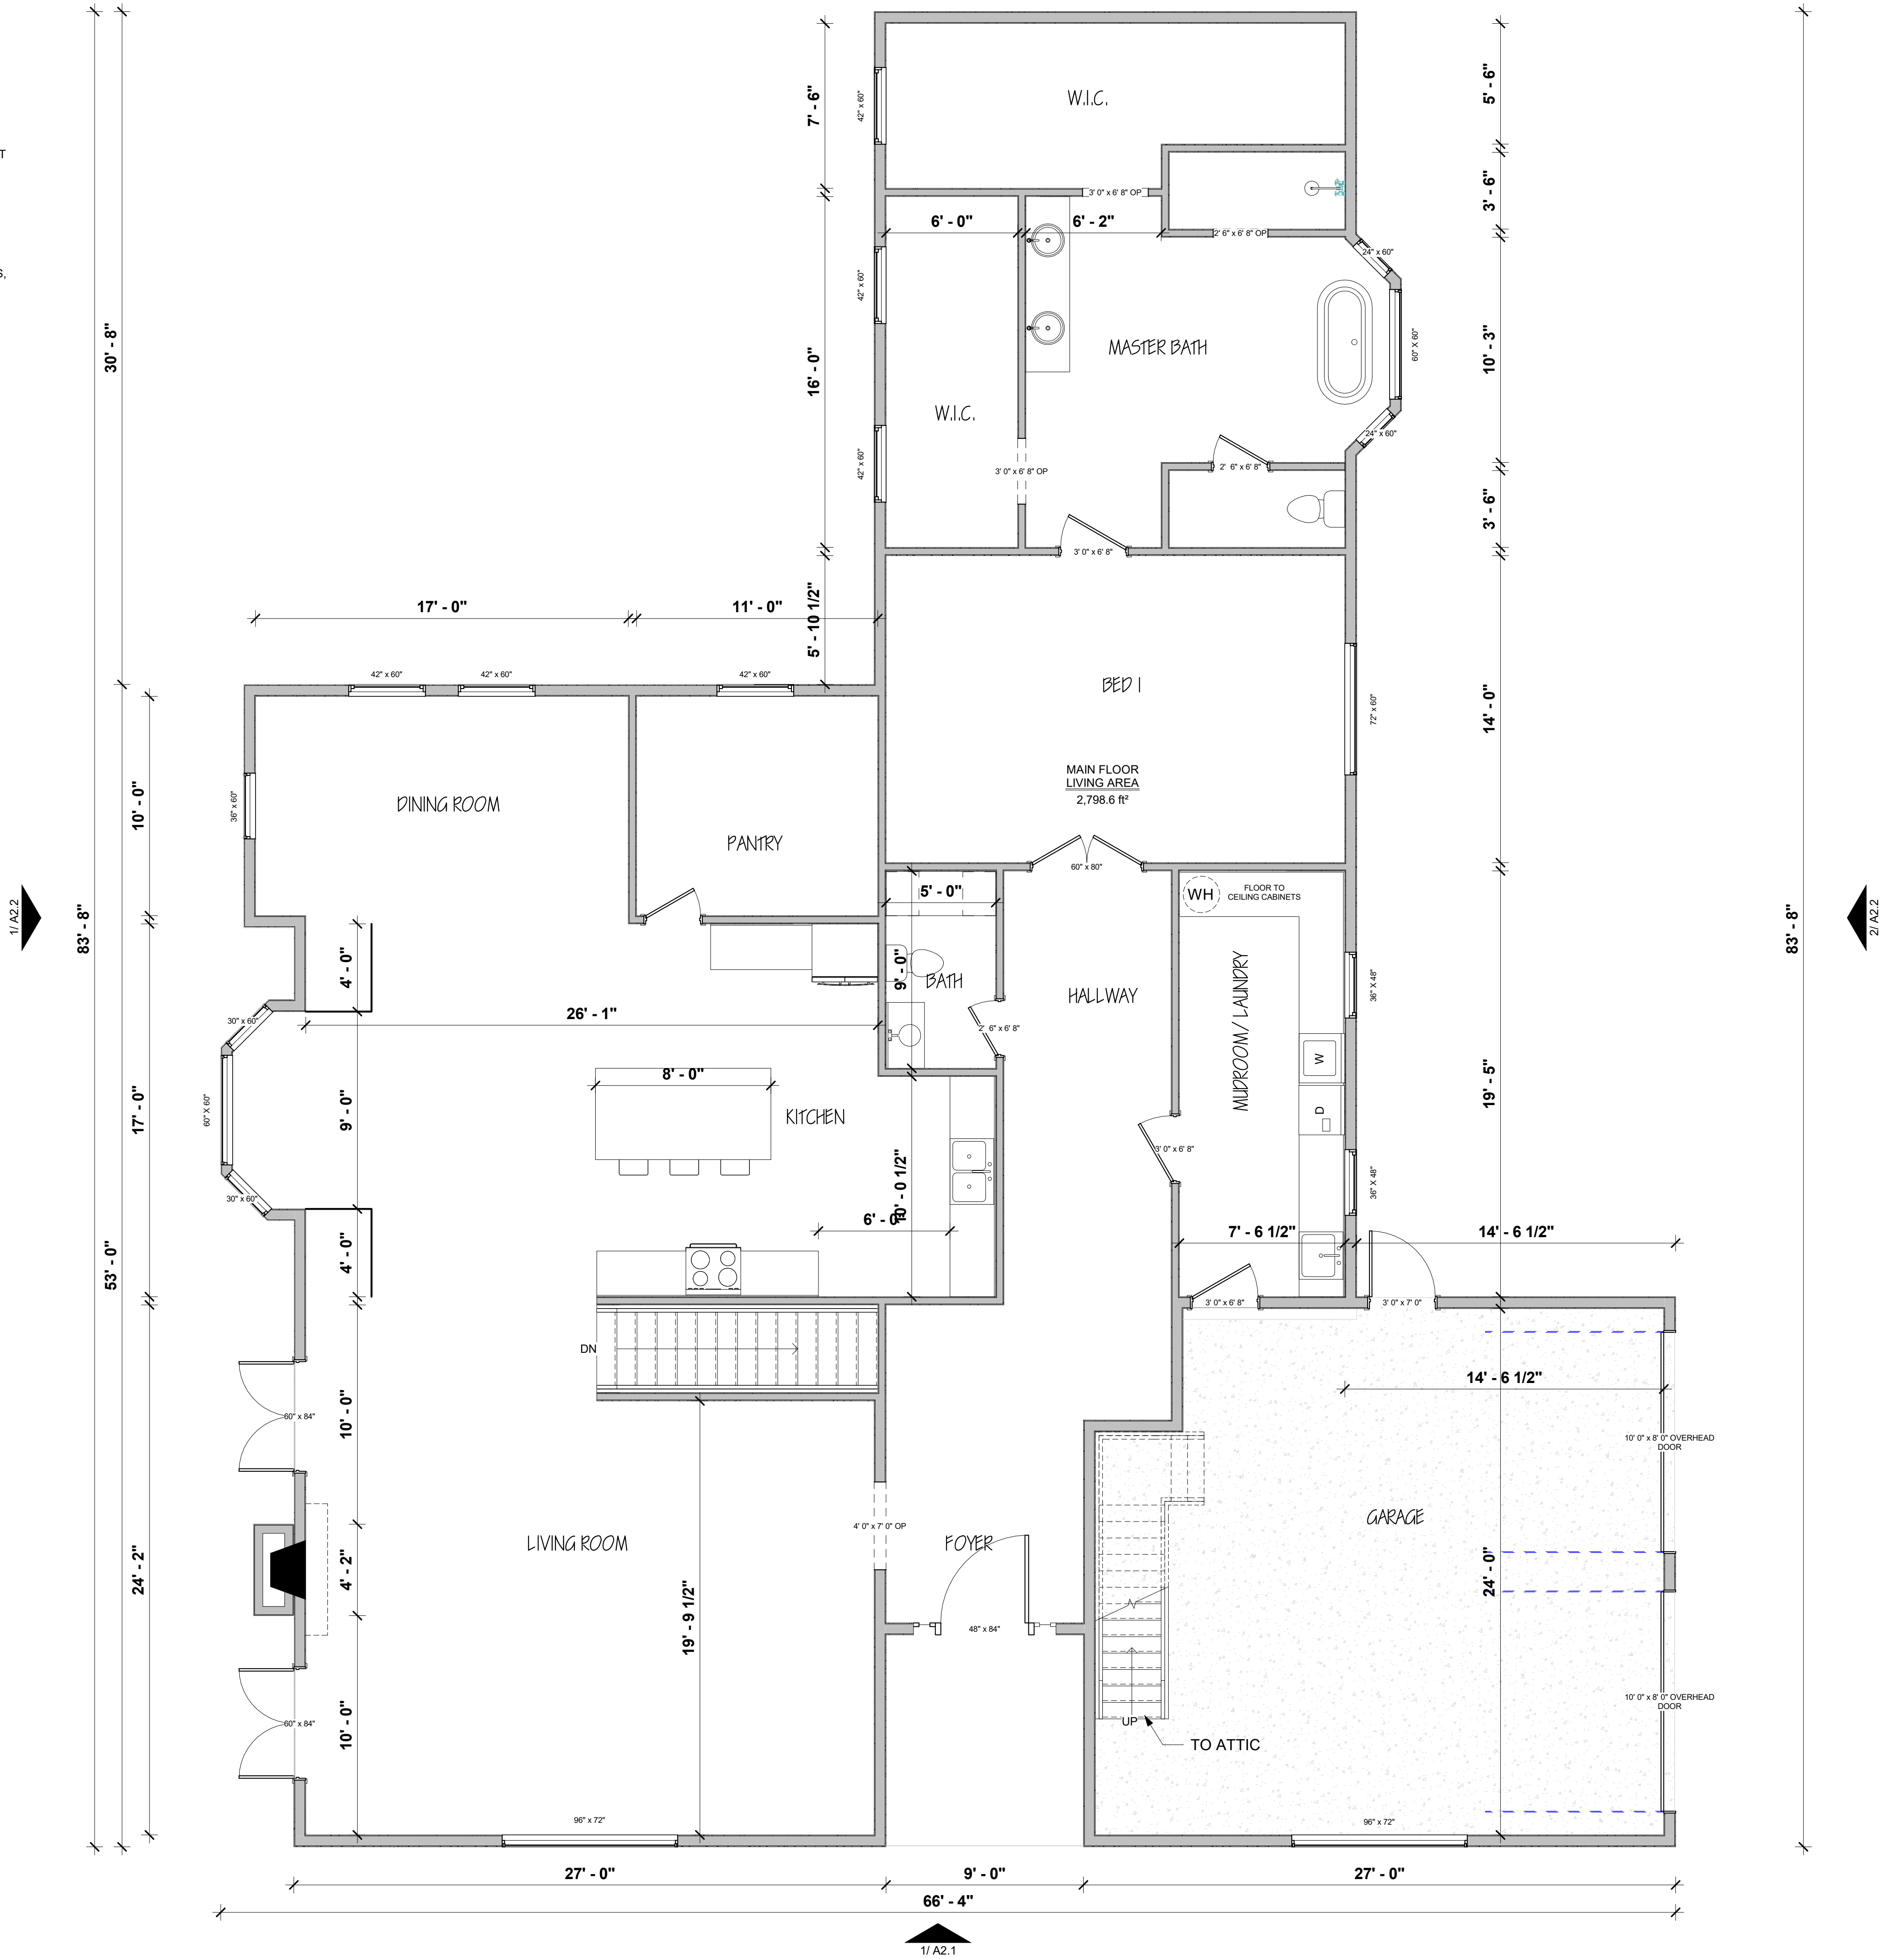 T
S,
W.I.C.
42" x 60"
7' - 6"
5' - 6"
3' 0" x 6' 8" OP
3' - 6"
6' - 0"
6' - 2"
2' 6" x 6' 8" OP
24" x 60"
42" x 60"
MASTER BATH
60" X 60"
10' - 3"
30' - 8"
16' - 0"
W.I.C.
24" x 60"
42" x 60"
3' 0" x 6' 8" OP
2' 6" x 6' 8"
3' - 6"
3' 0" x 6' 8"
17' - 0"
11' - 0"
5' - 10 1/2"
42" x 60"
42" x 60"
42" x 60"
BED 1
72" x 60"
14' - 0"
MAIN FLOOR
LIVING AREA
2,798.6 ft²
10' - 0"
36" x 60"
DINING ROOM
PANTRY
60" x 80"
5' - 0"
WH
FLOOR TO
CEILING CABINETS
1/ A2.2
83' - 8"
83' - 8"
2/ A2.2
4' - 0"
9' - 0"
BATH
HALLWAY
MUDROOM/ LAUNDRY
36" X 48"
26' - 1"
30" x 60"
2' 6" x 6' 8"
W
8' - 0"
KITCHEN
D
19' - 5"
60" X 60"
9' - 0"
17' - 0"
3' 0" x 6' 8"
36" X 48"
10' - 0 1/2"
30" x 60"
6' - 0"
7' - 6 1/2"
14' - 6 1/2"
4' - 0"
53' - 0"
3' 0" x 6' 8"
3' 0" x 7' 0"
DN
14' - 6 1/2"
60" x 84"
10' - 0"
10' 0" x 8' 0" OVERHEAD
DOOR
LIVING ROOM
4' 0" x 7' 0" OP
FOYER
GARAGE
24' - 2"
4' - 2"
19' - 9 1/2"
24' - 0"
48" x 84"
10' 0" x 8' 0" OVERHEAD
DOOR
60" x 84"
10' - 0"
UP
TO ATTIC
96" x 72"
96" x 72"
27' - 0"
9' - 0"
27' - 0"
66' - 4"
1/ A2.1